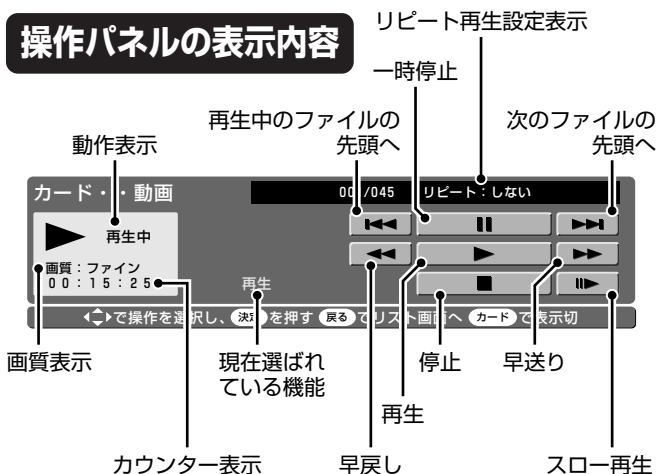 操作パネルの表示内容
リピート再生設定表示
一時停止
再生中のファイルの
先頭へ
次のファイルの
先頭へ
動作表示
カード・・動画
00 /045 リピート：しない
再生中
画質：ファイン
00：15：25
再生
で操作を選択し、決定を押す 戻るでリスト画面へ カードで表示切
画質表示
現在選ばれ
ている機能
停止
早送り
再生
カウンター表示
早戻し
スロー再生